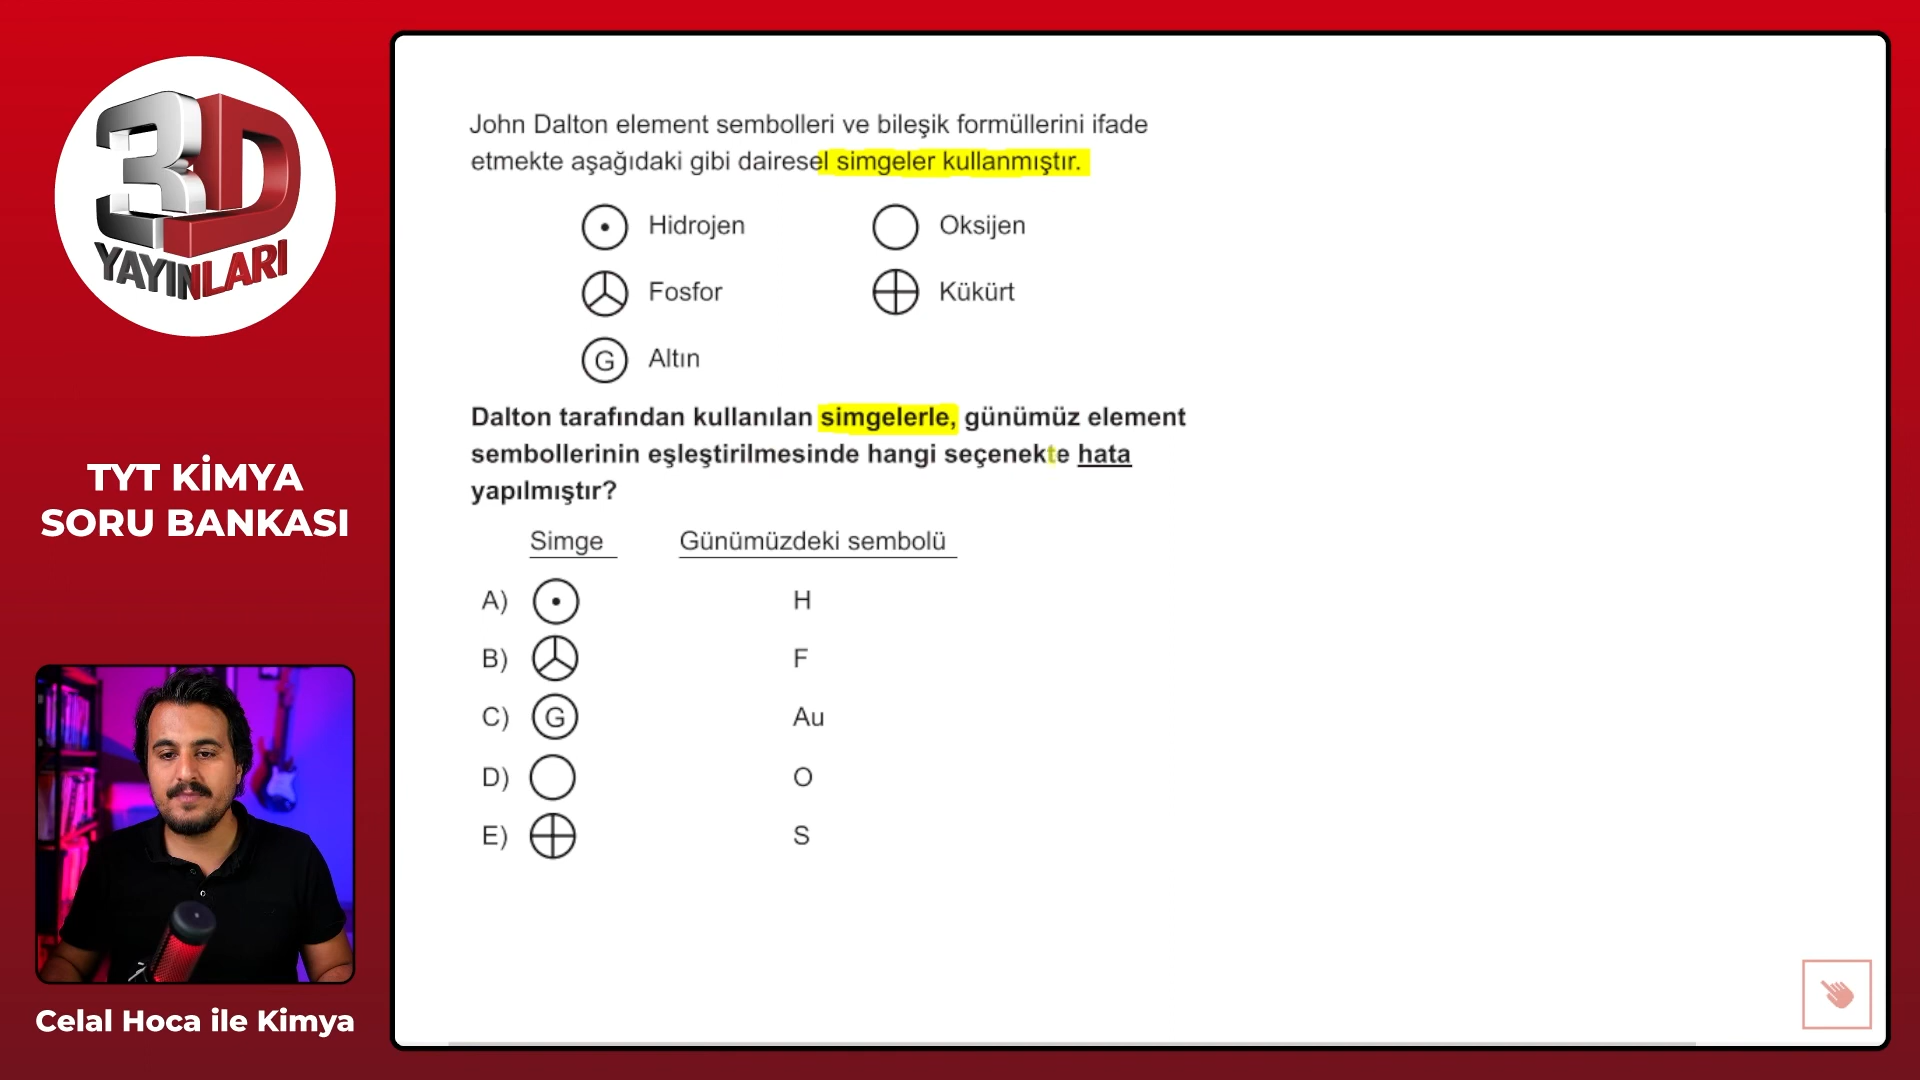 3D
YAYINLARI
TYT KİMYA
SORU BANKASI
Celal Hoca ile Kimya
John Dalton element sembolleri ve bileşik formüllerini ifade
etmekte aşağıdaki gibi dairesel simgeler kullanmıştır.
Hidrojen Oksijen
Fosfor Kükürt
G Altın
Dalton tarafından kullanılan simgelerle, günümüz element
sembollerinin eşleştirilmesinde hangi seçenekte hata
yapılmıştır?
Simge Günümüzdeki sembolü
A) H
B) F
C) G Au
D) O
E) S